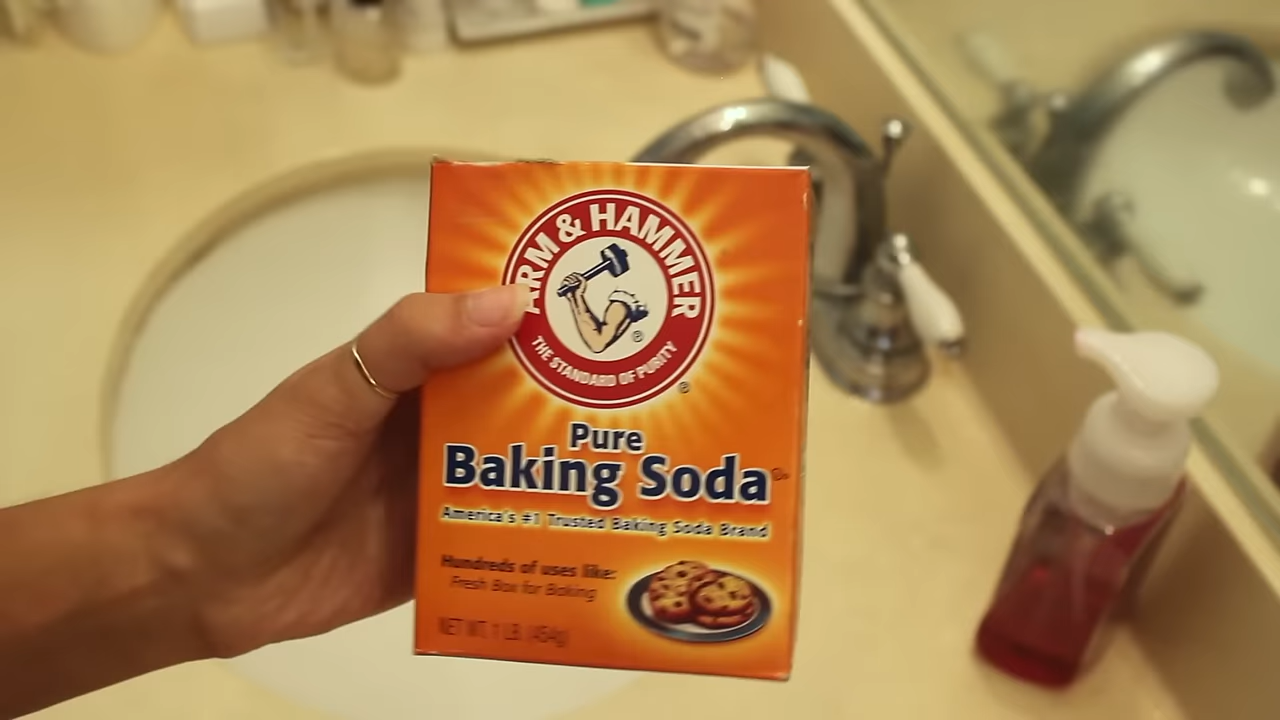 ARM & HAMMER
THE STANDARD OF PURITY
®
®
Pure
Baking Soda
America's #1 Trusted Baking Soda Brand
Hundreds of uses like:
Fresh Box for Baking
NET WT. 1 LB. (454g)